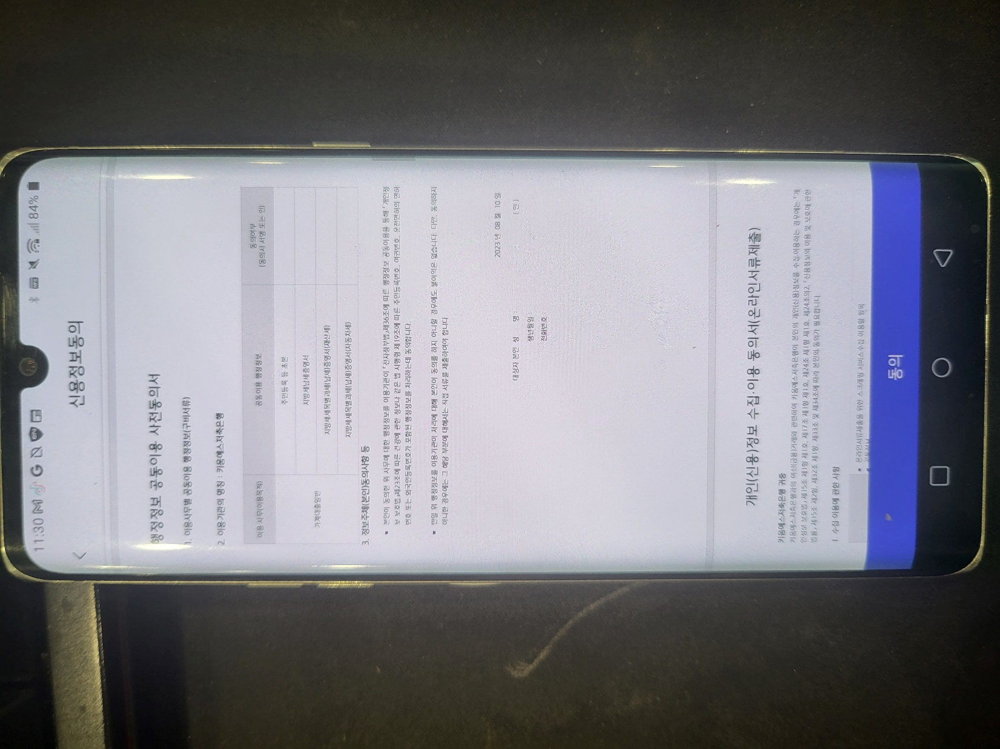 11:30
84%
신용정보동의
행정정보 공동이용 사전동의서
1. 이용사무별 공동이용 행정정보(구비서류)
2. 이용기관의 명칭 : 키움예스저축은행
이용 사무(이용목적)
공동이용 행정정보
동의여부
(동의시 서명 또는 인)
가계대출일반
주민등록 등·초본
지방세납세증명서
지방세세목별과세(납세)증명서(재산세)
지방세세목별과세(납세)증명서(자동차세)
3. 정보주체(본인)동의사항 등
▪ 본인이 동의한 위 사무에 대한 행정정보를 이용기관이 「전자정부법」제36조에 따른 행정정보 공동이용을 통해 「개인정
보 보호법」제23조에 따른 건강에 관한 정보나 같은 법 시행령 제19조에 따른 주민등록번호, 여권번호, 운전면허의 면허
번호 또는 외국인등록번호가 포함된 행정정보를 처리하는데 동의합니다.
▪ 만일 위 행정정보를 이용기관이 처리에 대해 본인이 동의를 하지 아니할 경우에도 불이익은 없습니다. 다만, 동의하지
아니한 경우에는 그 해당 부분에 대해서는 직접 서류를 제출하여야 합니다
2023 년 08 월 10 일
대상자 본인 성 명 : (인)
생년월일 :
전화번호 :
개인(신용)정보 수집·이용 동의서(온라인서류제출)
키움예스저축은행 귀중
키움예스저축은행과의 여신(금융)거래와 관련하여 키움예스저축은행이 본인의 개인(신용)정보를 수집·이용하는 경우에는 「개
인정보 보호법」 제15조 제1항 제1호, 제17조 제1항 제1호, 제24조 제1항 제1호, 제24조의2, 「신용정보의 이용 및 보호에 관한
법률」 제15조 제2항, 제32조 제1항, 제33조 및 제34조에 따라 본인의 동의가 필요합니다
1. 수집 이용에 관한 사항
▪ 온라인서류제출을 위한 스크래핑 서비스수집 이용할 항목
동의